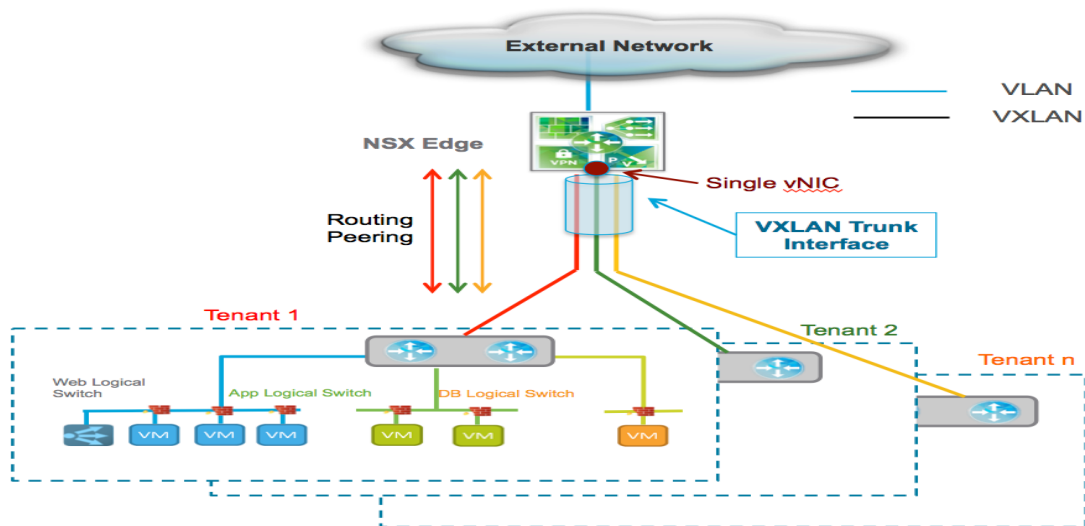 External Network
VLAN
VXLAN
NSX Edge
VPN
Single vNIC
Routing
Peering
VXLAN Trunk
Interface
Tenant 1
Tenant 2
Tenant n
Web Logical
Switch
App Logical Switch
DB Logical Switch
VM
VM
VM
VM
VM
VM